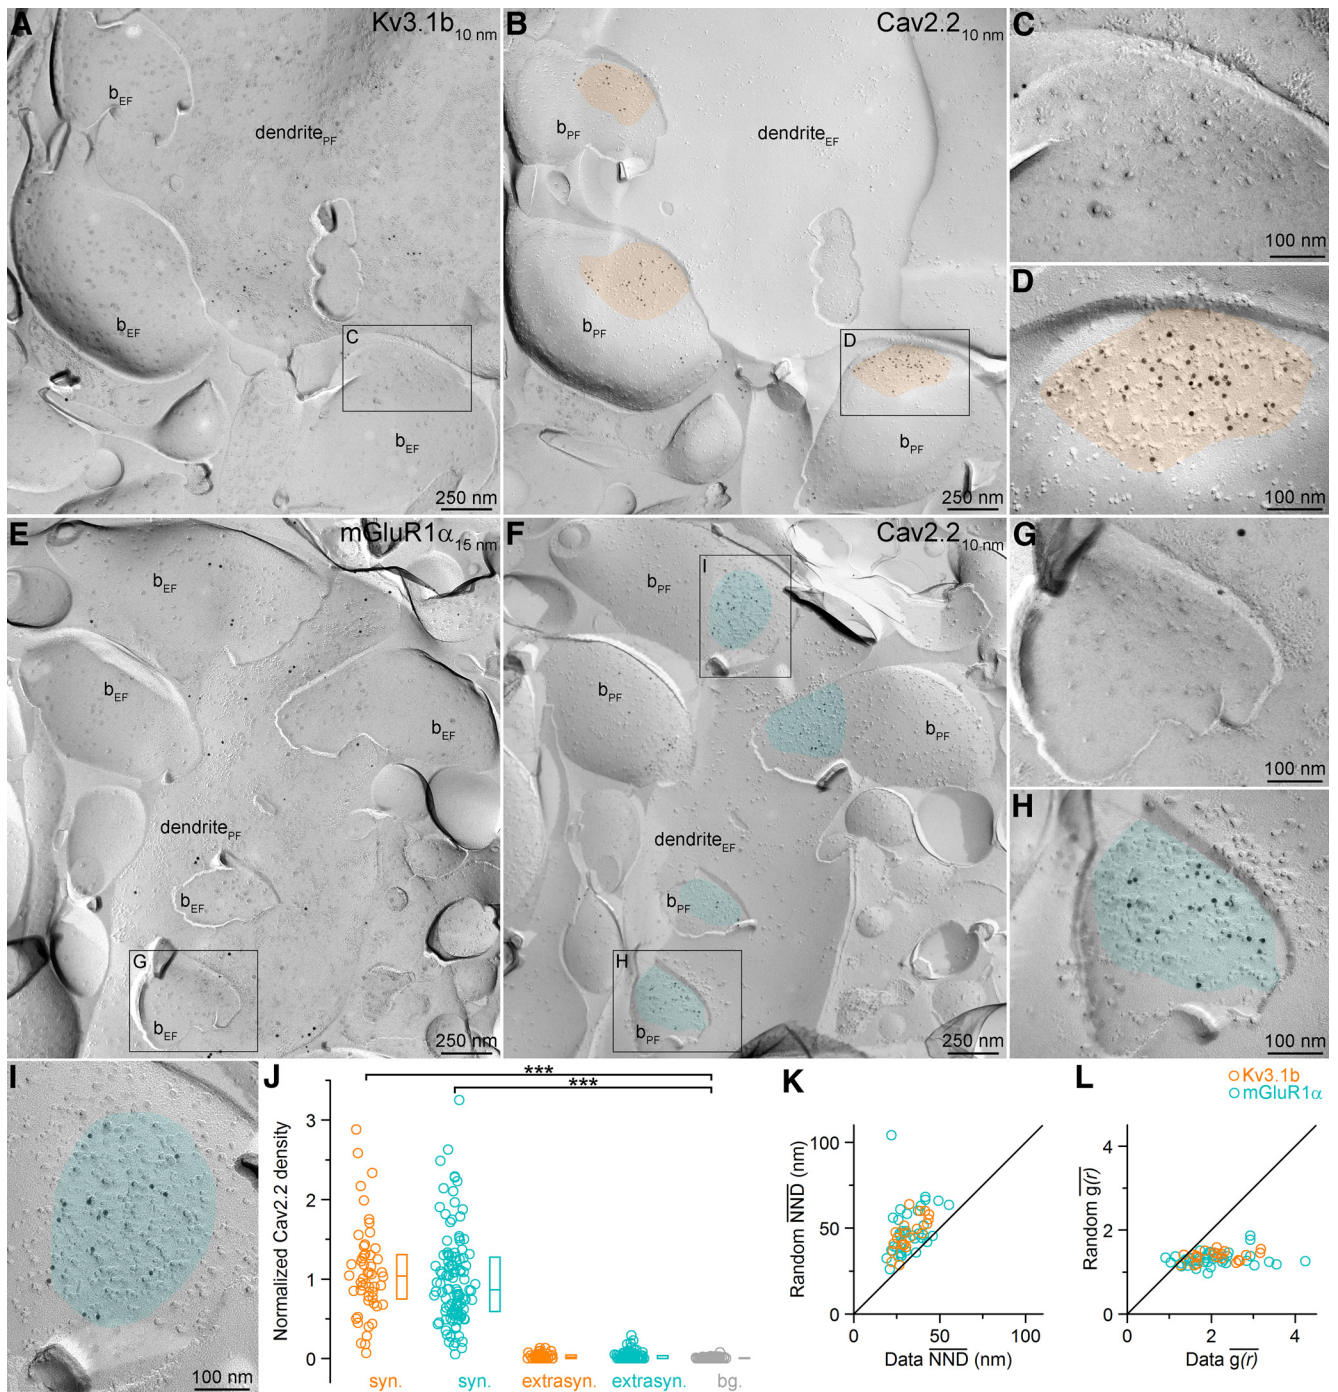 A
Kv3.1b10 nm
bEF
dendritePF
bEF
C
bEF
250 nm
B
Cav2.210 nm
bPF
dendriteEF
bPF
D
bPF
250 nm
C
100 nm
D
100 nm
E
mGluR1α15 nm
bEF
bEF
bEF
dendritePF
bEF
G
bEF
250 nm
F
Cav2.210 nm
I
bPF
bPF
bPF
dendriteEF
bPF
H
bPF
250 nm
G
100 nm
H
100 nm
I
100 nm
J
***
***
Normalized Cav2.2 density
3
2
1
0
syn.
syn.
extrasyn.
extrasyn.
bg.
K
Random NND (nm)
100
50
0
0
50
100
Data NND (nm)
L
Kv3.1b
mGluR1α
Random g(r)
4
2
0
0
2
4
Data g(r)